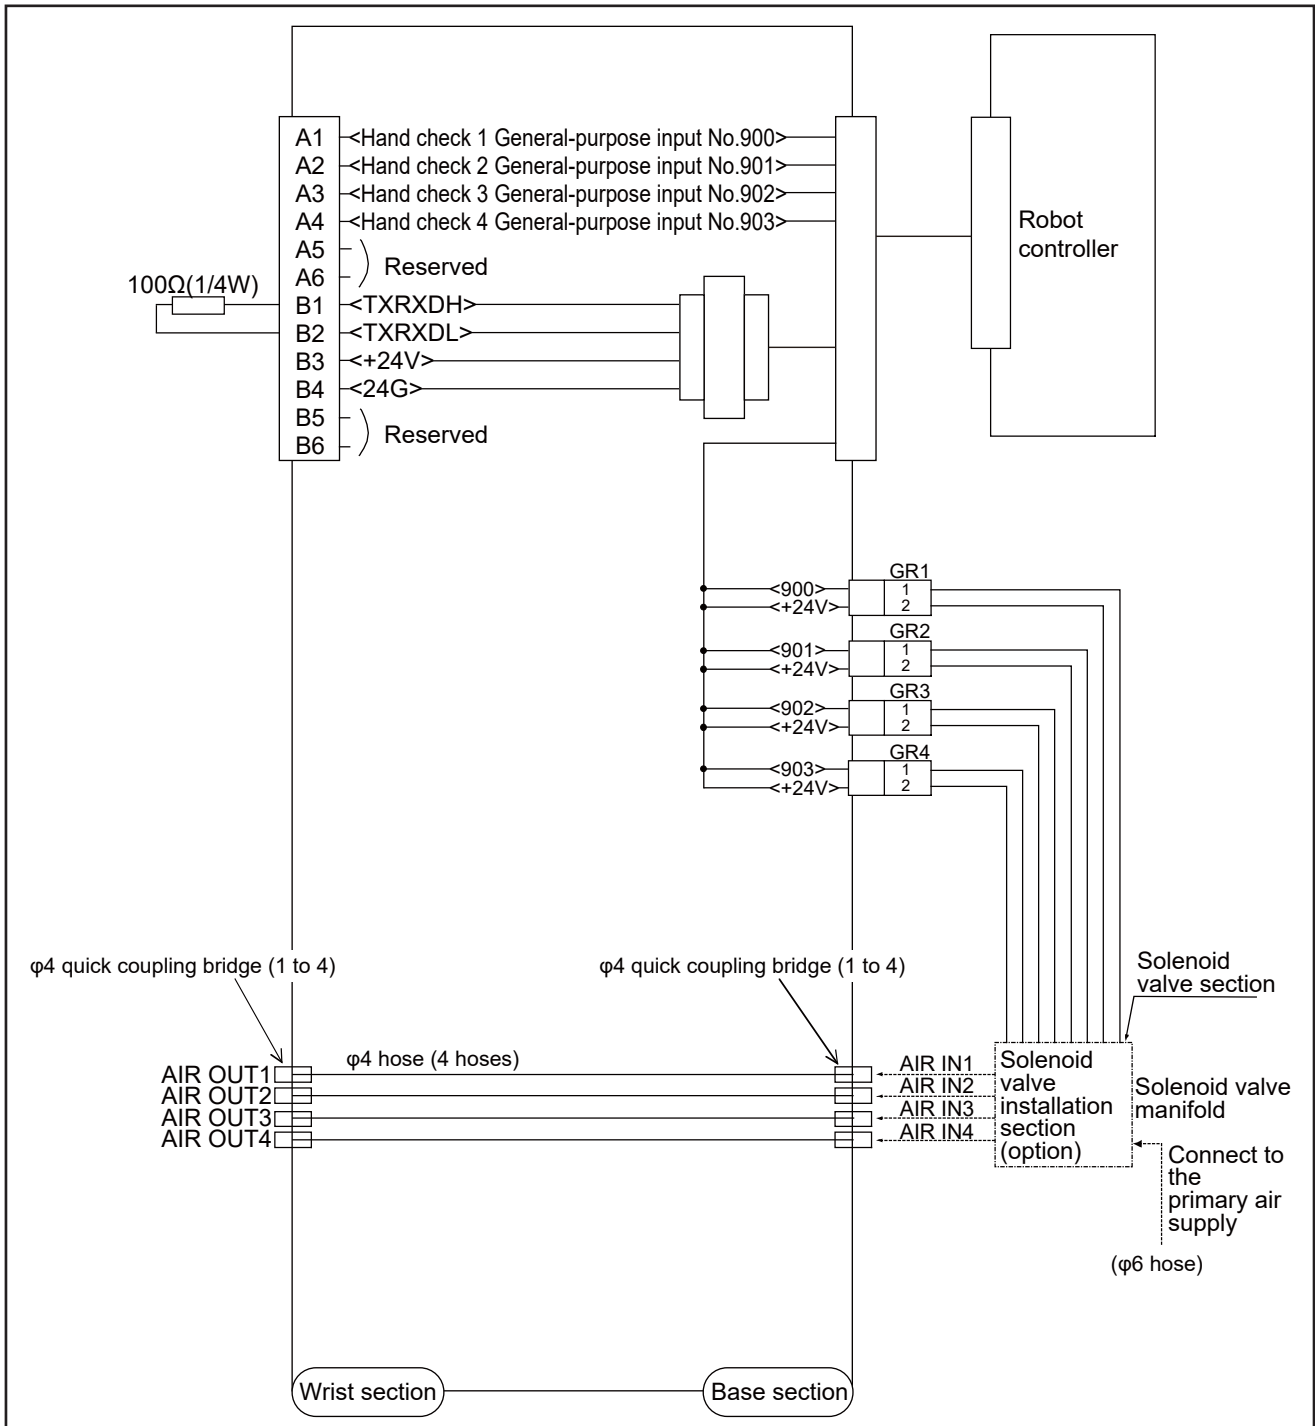 A1 <Hand check 1 General-purpose input No.900>
A2 <Hand check 2 General-purpose input No.901>
A3 <Hand check 3 General-purpose input No.902>
A4 <Hand check 4 General-purpose input No.903>
A5
Reserved
A6
100Ω(1/4W)
B1 <TXRXDH>
B2 <TXRXDL>
B3 <+24V>
B4 <24G>
B5
Reserved
B6
Robot
controller
GR1
<900> 1
<+24V> 2
GR2
<901> 1
<+24V> 2
GR3
<902> 1
<+24V> 2
GR4
<903> 1
<+24V> 2
φ4 quick coupling bridge (1 to 4)
φ4 quick coupling bridge (1 to 4)
Solenoid
valve section
φ4 hose (4 hoses)
AIR OUT1
AIR OUT2
AIR OUT3
AIR OUT4
AIR IN1
AIR IN2
AIR IN3
AIR IN4
Solenoid
valve
installation
section
(option)
Solenoid valve
manifold
Connect to
the
primary air
supply
(φ6 hose)
Wrist section
Base section